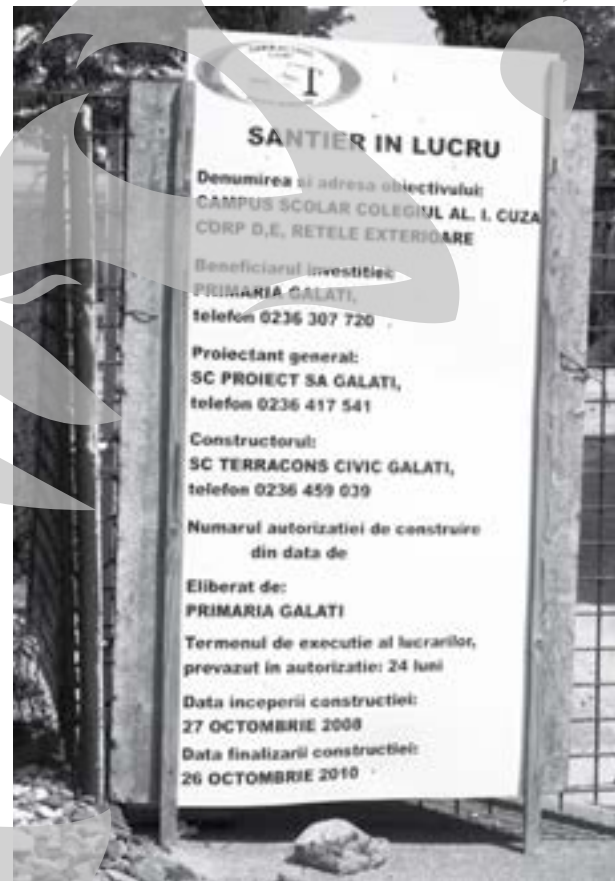 SANTIER IN LUCRU
Denumirea si adresa obiectivului:
CAMPUS SCOLAR COLEGIUL AL. I. CUZA
CORP D,E, RETELE EXTERIOARE
Beneficiarul investitiei:
PRIMARIA GALATI,
telefon 0236 307 720
Proiectant general:
SC PROIECT SA GALATI,
telefon 0236 417 541
Constructorul:
SC TERRACONS CIVIC GALATI,
telefon 0236 459 039
Numarul autorizatiei de construire
din data de
Eliberat de:
PRIMARIA GALATI
Termenul de executie al lucrarilor,
prevazut in autorizatie: 24 luni
Data inceperii constructiei:
27 OCTOMBRIE 2008
Data finalizarii constructiei:
26 OCTOMBRIE 2010